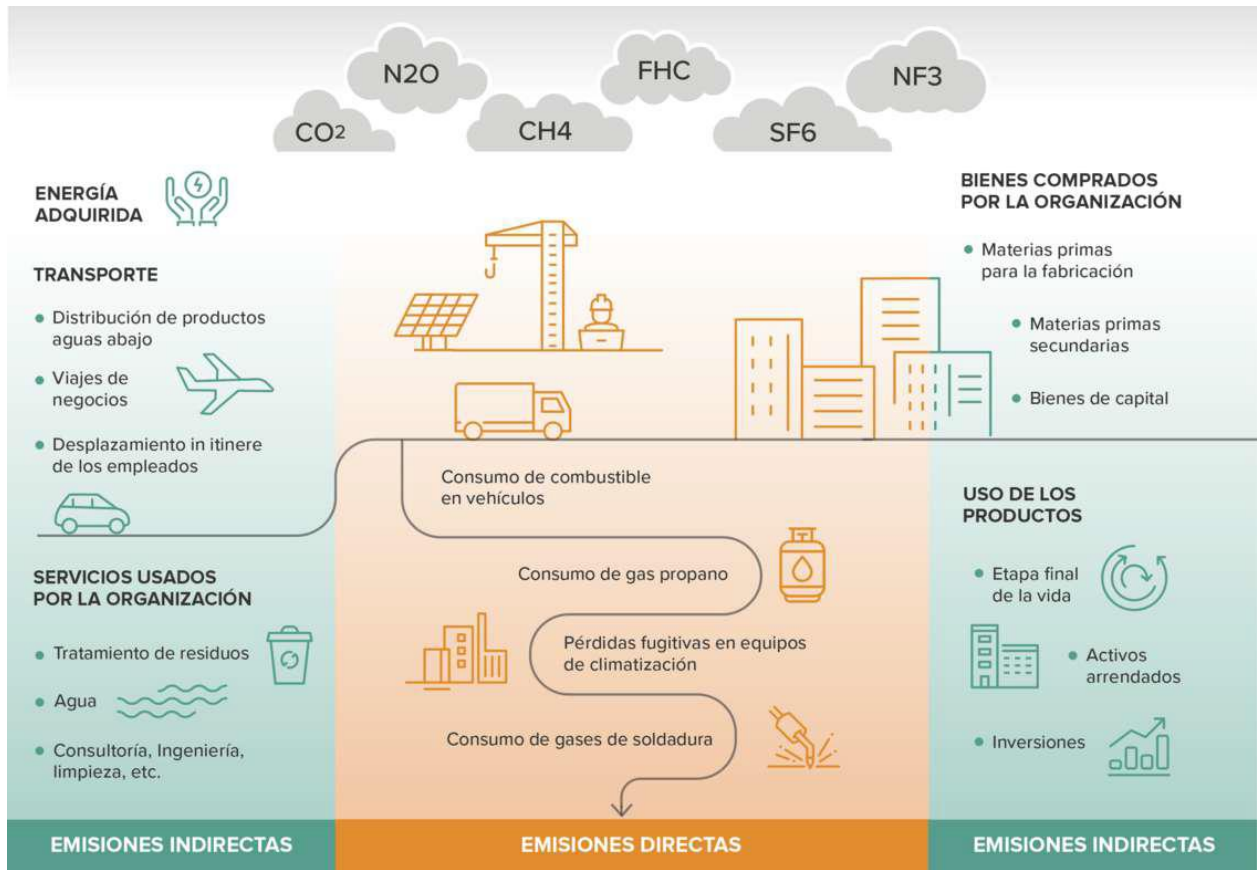 N2O
FHC
NF3
CO2
CH4
SF6
ENERGÍA
ADQUIRIDA
TRANSPORTE
Distribución de productos
aguas abajo
Viajes de
negocios
Desplazamiento in itinere
de los empleados
SERVICIOS USADOS
POR LA ORGANIZACIÓN
Tratamiento de residuos
Agua
Consultoría, Ingeniería,
limpieza, etc.
EMISIONES INDIRECTAS
Consumo de combustible
en vehículos
Consumo de gas propano
Pérdidas fugitivas en equipos
de climatización
Consumo de gases de soldadura
EMISIONES DIRECTAS
BIENES COMPRADOS
POR LA ORGANIZACIÓN
Materias primas
para la fabricación
Materias primas
secundarias
Bienes de capital
USO DE LOS
PRODUCTOS
Etapa final
de la vida
Activos
arrendados
Inversiones
EMISIONES INDIRECTAS